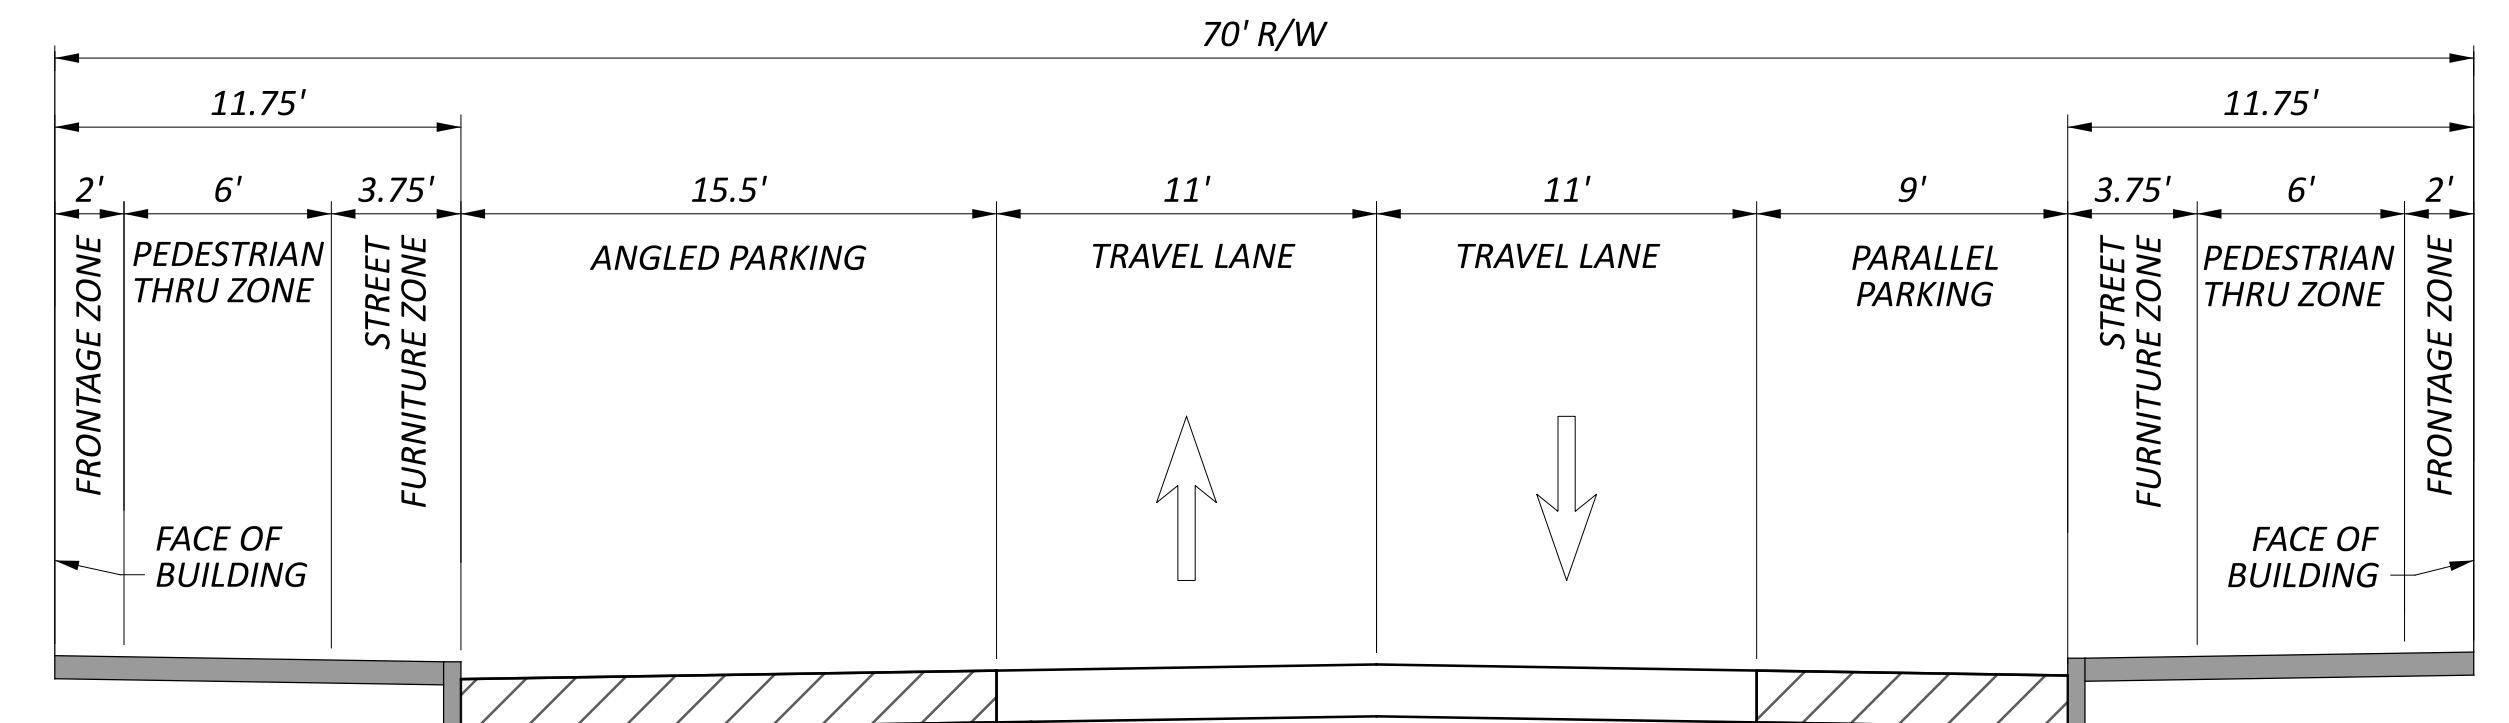 70' R/W
11.75'
11.75'
2'
6'
3.75'
15.5'
11'
11'
9'
3.75'
6'
2'
FRONTAGE ZONE
PEDESTRIAN
THRU ZONE
STREET
FURNITURE ZONE
ANGLED PARKING
TRAVEL LANE
TRAVEL LANE
PARALLEL
PARKING
STREET
FURNITURE ZONE
PEDESTRIAN
THRU ZONE
FRONTAGE ZONE
FACE OF
BUILDING
FACE OF
BUILDING